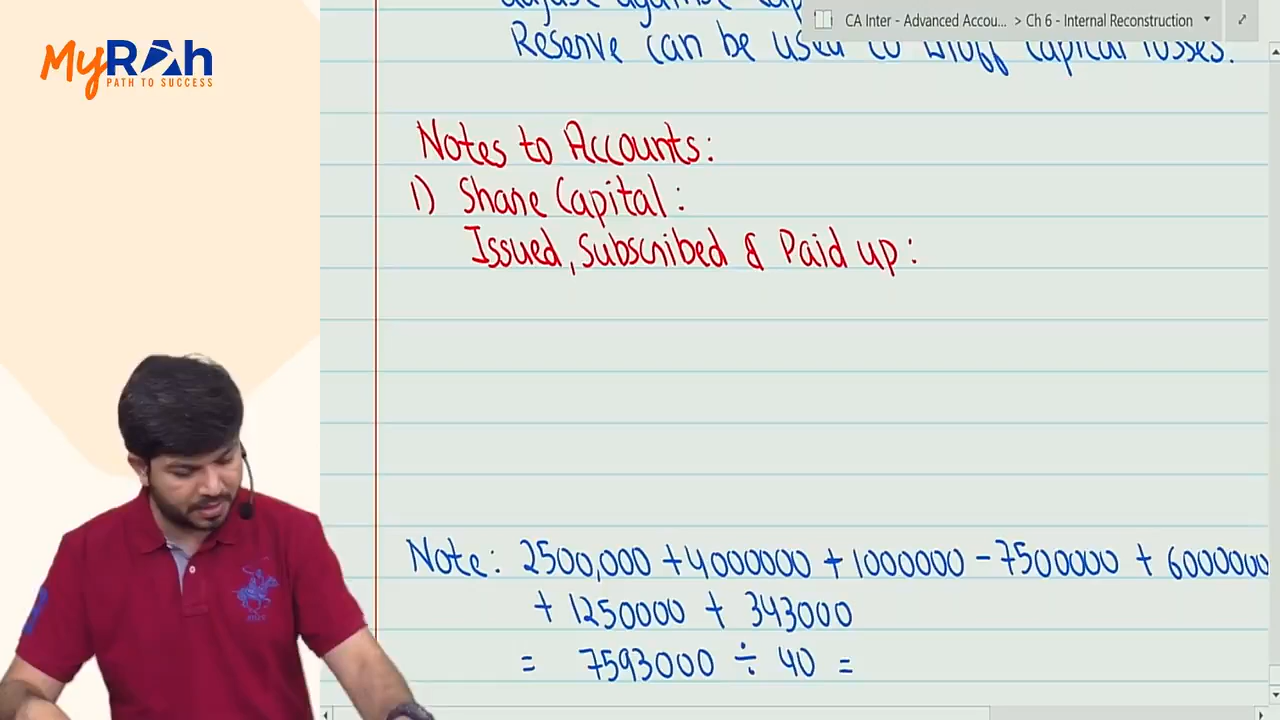 MyRAh
PATH TO SUCCESS
CA Inter - Advanced Accou... > Ch 6 - Internal Reconstruction
Reserve can be used to w/off capital losses.
Notes to Accounts:
1) Share Capital:
Issued, Subscribed & Paid up:
Note: 2500,000 + 4000000 + 1000000 - 7500000 + 6000000
+ 1250000 + 343000
= 7593000 ÷ 40 =